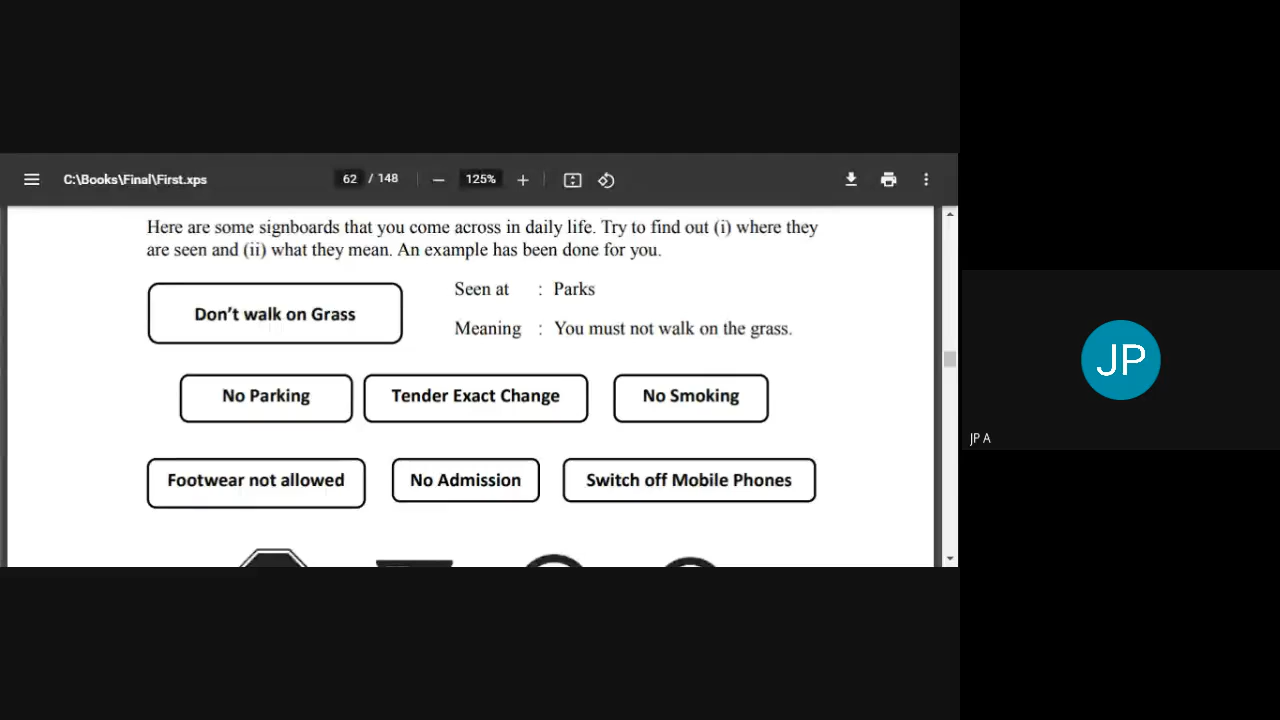 C:\Books\Final\First.xps
62 / 148
125%
Here are some signboards that you come across in daily life. Try to find out (i) where they
are seen and (ii) what they mean. An example has been done for you.
Don't walk on Grass
Seen at : Parks
Meaning : You must not walk on the grass.
No Parking
Tender Exact Change
No Smoking
Footwear not allowed
No Admission
Switch off Mobile Phones
JP
JP A